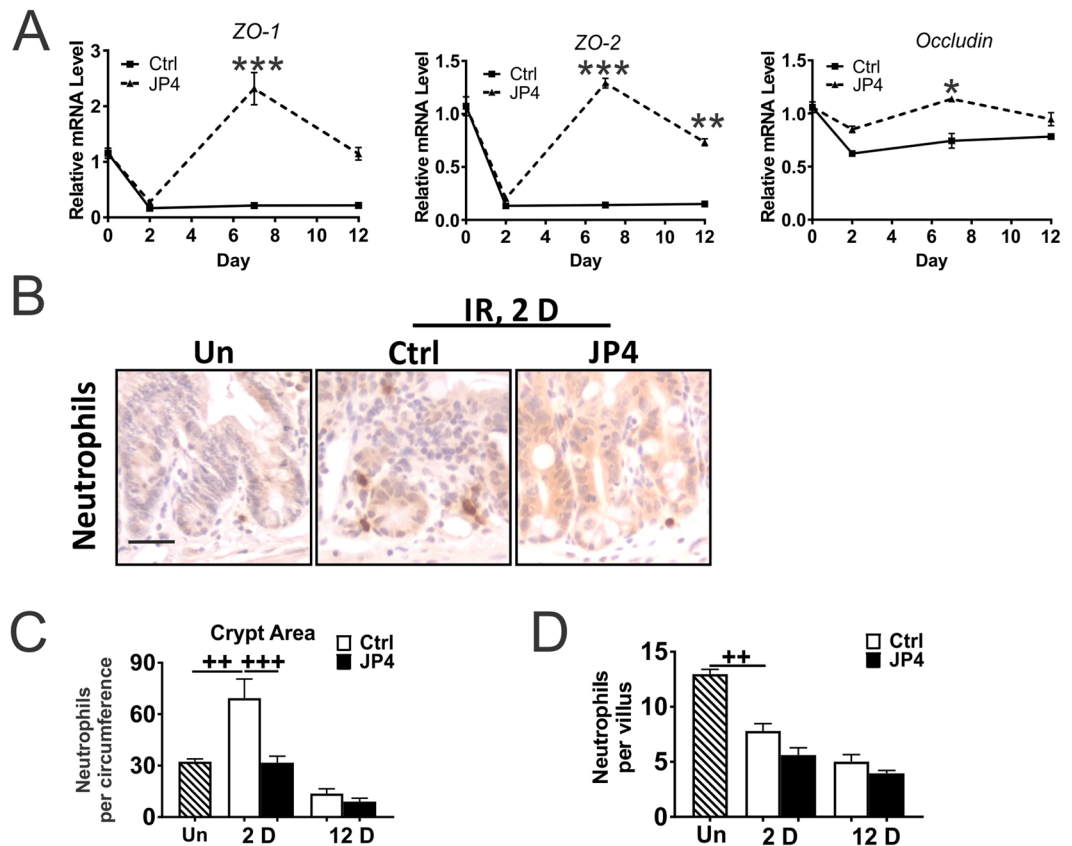 A
ZO-1
Relative mRNA Level
3
2
1
0
Ctrl
JP4
***
0 2 4 6 8 10 12
Day
ZO-2
Relative mRNA Level
1.5
1.0
0.5
0.0
Ctrl
JP4
***
**
0 2 4 6 8 10 12
Day
Occludin
Relative mRNA Level
1.5
1.0
0.5
0.0
Ctrl
JP4
*
0 2 4 6 8 10 12
Day
B
IR, 2 D
Un Ctrl JP4
Neutrophils
C
Crypt Area
Ctrl
JP4
++ +++
Neutrophils
per circumference
90
60
30
0
Un 2 D 12 D
D
Ctrl
JP4
++
Neutrophils
per villus
15
10
5
0
Un 2 D 12 D